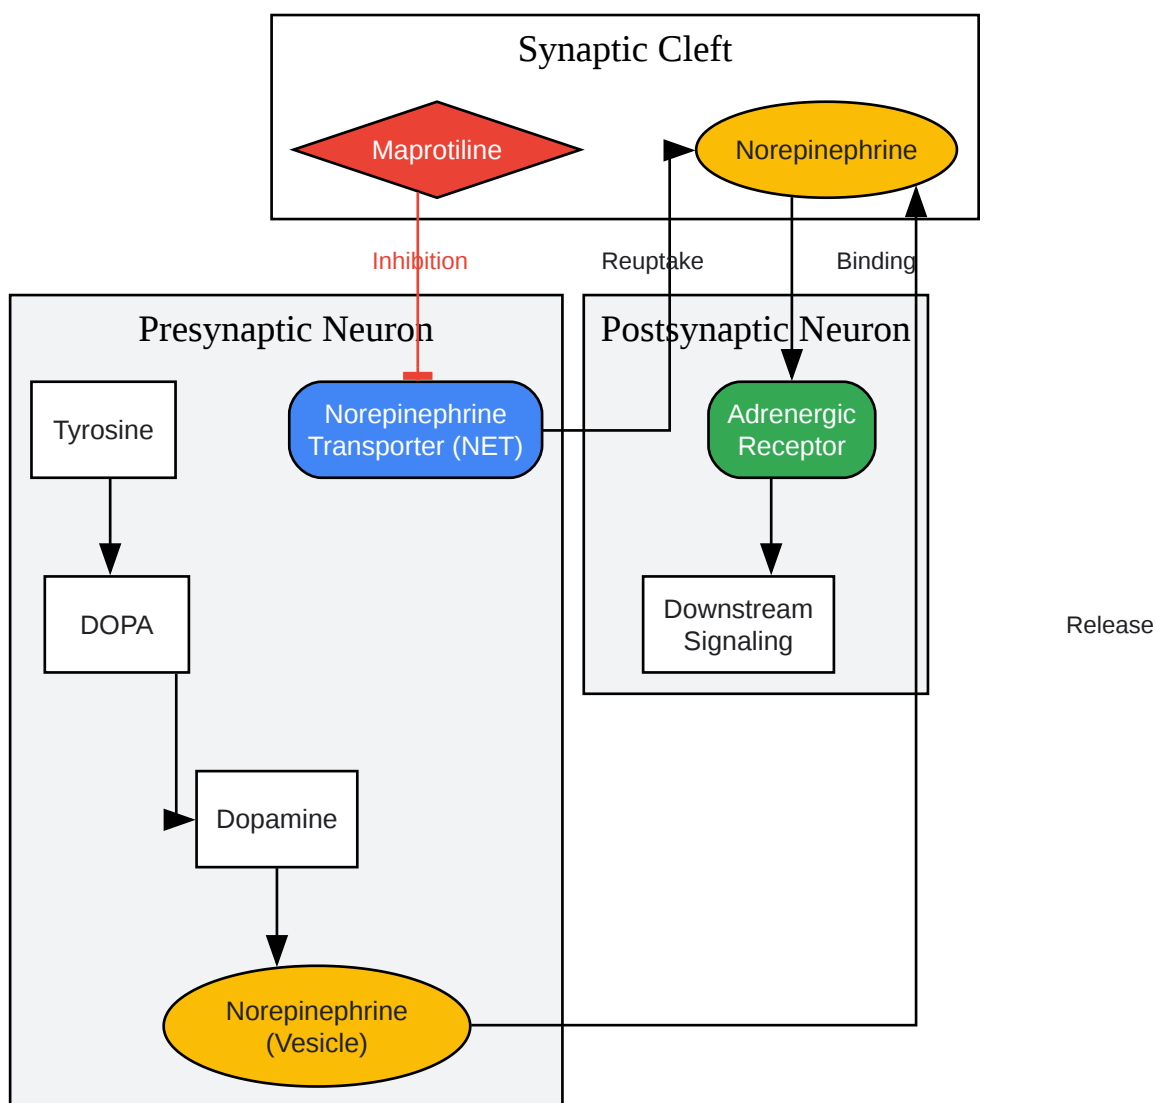 Synaptic Cleft
Maprotiline
Norepinephrine
Inhibition
Reuptake
Binding
Presynaptic Neuron
Postsynaptic Neuron
Tyrosine
Norepinephrine
Transporter (NET)
Adrenergic
Receptor
DOPA
Downstream
Signaling
Release
Dopamine
Norepinephrine
(Vesicle)